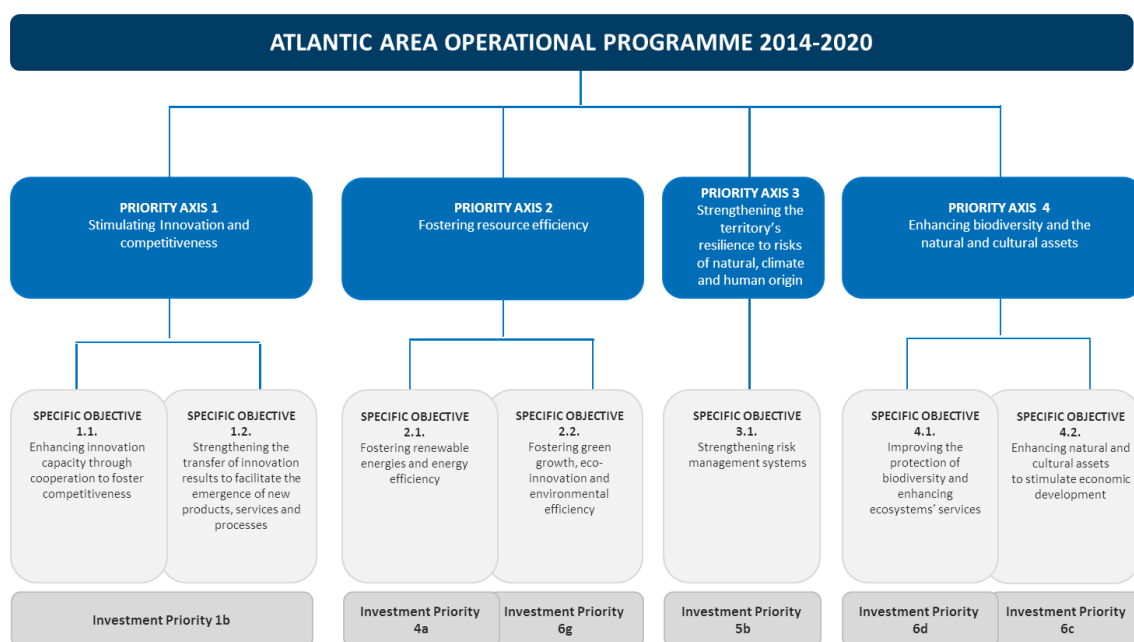 ATLANTIC AREA OPERATIONAL PROGRAMME 2014-2020
PRIORITY AXIS 1
Stimulating Innovation and
competitiveness
PRIORITY AXIS 2
Fostering resource efficiency
PRIORITY AXIS 3
Strengthening the
territory's
resilience to risks
of natural, climate
and human origin
PRIORITY AXIS 4
Enhancing biodiversity and the
natural and cultural assets
SPECIFIC OBJECTIVE
1.1.
Enhancing innovation
capacity through
cooperation to foster
competitiveness
SPECIFIC OBJECTIVE
1.2.
Strengthening the
transfer of innovation
results to facilitate the
emergence of new
products, services and
processes
SPECIFIC OBJECTIVE
2.1.
Fostering renewable
energies and energy
efficiency
SPECIFIC OBJECTIVE
2.2.
Fostering green
growth, eco-
innovation and
environmental
efficiency
SPECIFIC OBJECTIVE
3.1.
Strengthening risk
management systems
SPECIFIC OBJECTIVE
4.1.
Improving the
protection of
biodiversity and
enhancing
ecosystems' services
SPECIFIC OBJECTIVE
4.2.
Enhancing natural and
cultural assets
to stimulate economic
development
Investment Priority 1b
Investment Priority
4a
Investment Priority
6g
Investment Priority
5b
Investment Priority
6d
Investment Priority
6c